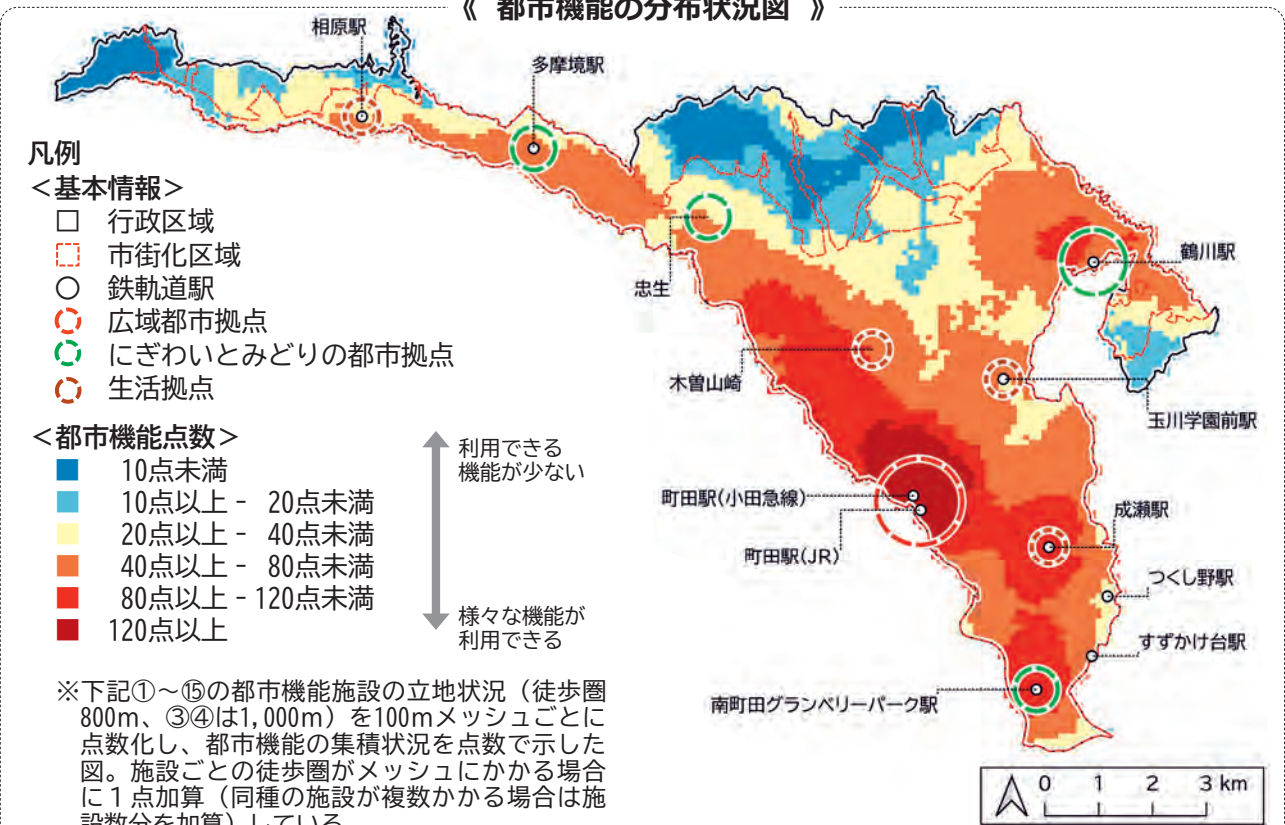 《 都市機能の分布状況図 》
相原駅
多摩境駅
凡例
＜基本情報＞
行政区域
市街化区域
鉄軌道駅
広域都市拠点
にぎわいとみどりの都市拠点
生活拠点
＜都市機能点数＞
10点未満
10点以上 - 20点未満
20点以上 - 40点未満
40点以上 - 80点未満
80点以上 - 120点未満
120点以上
利用できる
機能が少ない
様々な機能が
利用できる
忠生
鶴川駅
木曽山崎
玉川学園前駅
町田駅(小田急線)
町田駅(JR)
成瀬駅
つくし野駅
すずかけ台駅
南町田グランベリーパーク駅
※下記①～⑮の都市機能施設の立地状況（徒歩圏
800m、③④は1,000m）を100mメッシュごとに
点数化し、都市機能の集積状況を点数で示した
図。施設ごとの徒歩圏がメッシュにかかる場合
に１点加算（同種の施設が複数かかる場合は施
設数分を加算）している
0 1 2 3 km